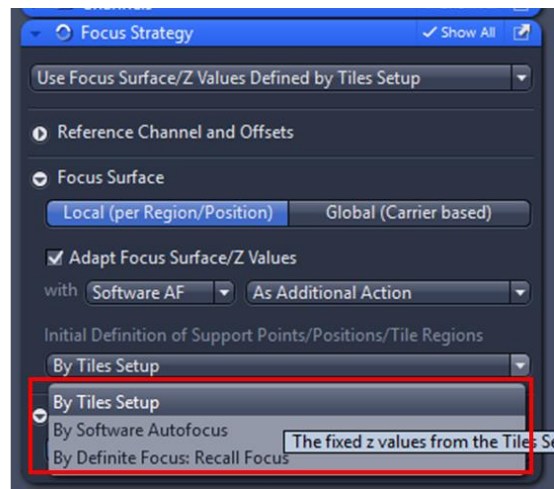 Focus Strategy Show All
Use Focus Surface/Z Values Defined by Tiles Setup
Reference Channel and Offsets
Focus Surface
Local (per Region/Position) Global (Carrier based)
Adapt Focus Surface/Z Values
with Software AF As Additional Action
Initial Definition of Support Points/Positions/Tile Regions
By Tiles Setup
By Tiles Setup
By Software Autofocus
The fixed z values from the Tiles Se
By Definite Focus: Recall Focus